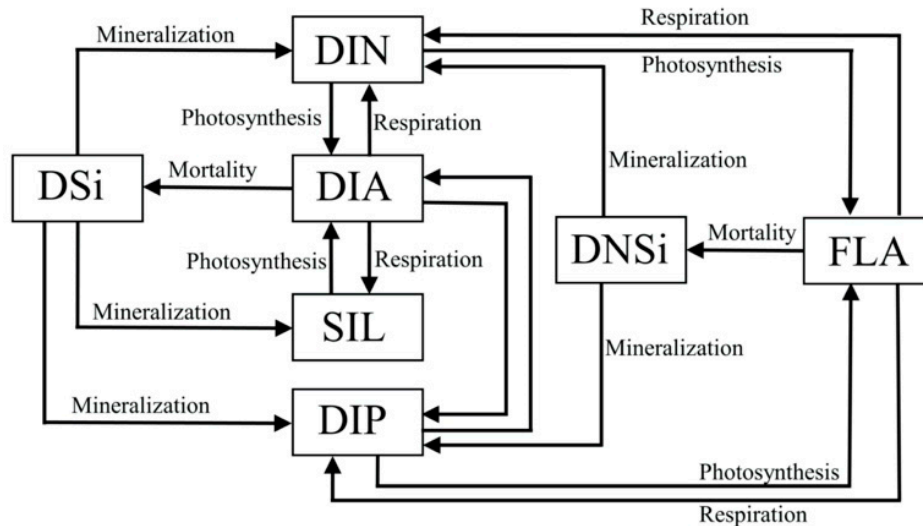 Respiration
Mineralization
DIN
Photosynthesis
Photosynthesis
Respiration
Mineralization
DSi
Mortality
DIA
DNSi
Mortality
FLA
Photosynthesis
Respiration
Mineralization
SIL
Mineralization
Mineralization
DIP
Photosynthesis
Respiration